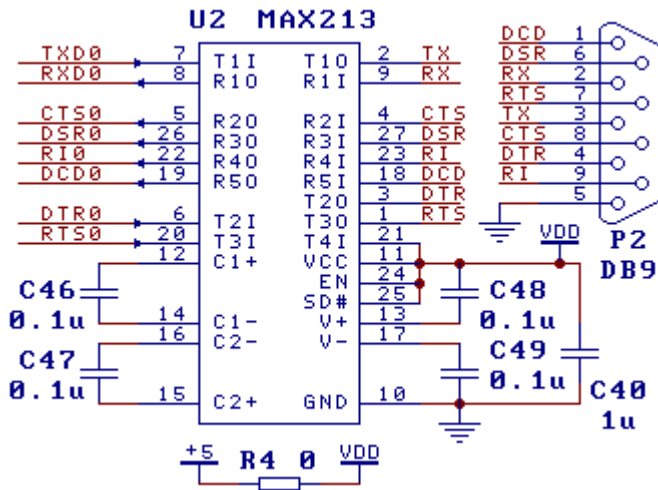 U2 MAX213
TXD0 7 T1I T1O 2 TX
RXD0 8 R1O R1I 9 RX
CTS0 5 R2O R2I 4 CTS
DSR0 26 R3O R3I 27 DSR
RI0 22 R4O R4I 23 RI
DCD0 19 R5O R5I 18 DCD
T2O 3 DTR
DTR0 6 T2I T3O 1 RTS
RTS0 20 T3I T4I 21
12 C1+ VCC 11
EN 24
SD# 25
C46 0.1u
14 C1- V+ 13
16 C2- V- 17
C47 0.1u
15 C2+ GND 10
C48 0.1u
C49 0.1u
C40 1u
DCD 1
DSR 6
RX 2
RTS 7
TX 3
CTS 8
DTR 4
RI 9
5
P2
DB9
VDD
+5 R4 0 VDD